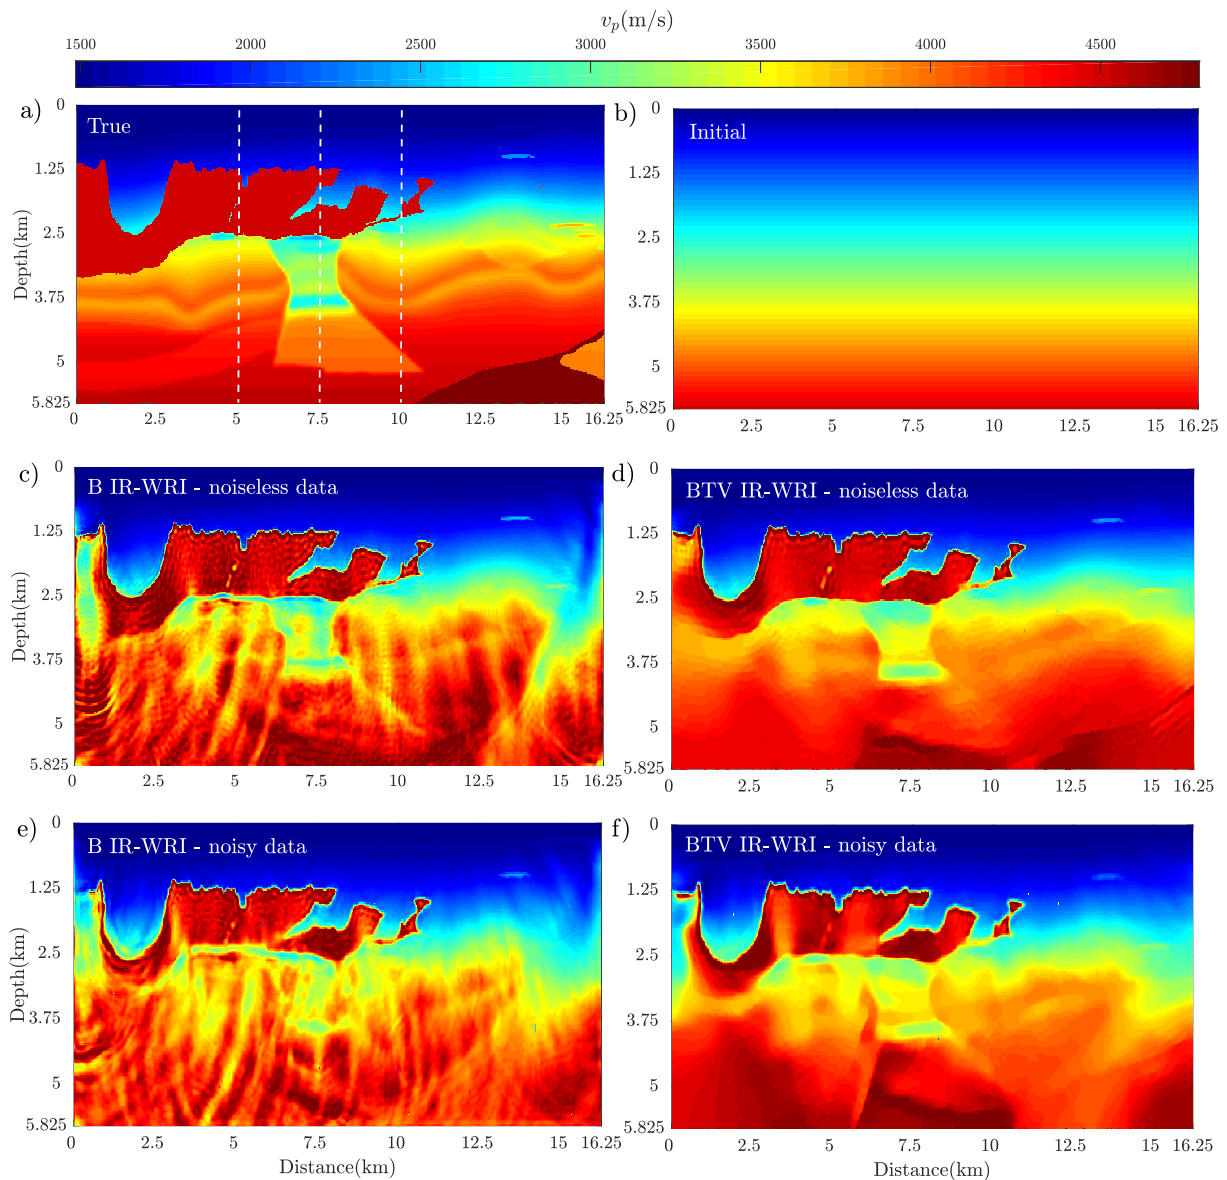 v_p(m/s)
1500 2000 2500 3000 3500 4000 4500
a)
True
Depth(km)
0
1.25
2.5
3.75
5
5.825
0 2.5 5 7.5 10 12.5 15 16.25
b)
Initial
0
1.25
2.5
3.75
5
5.825
0 2.5 5 7.5 10 12.5 15 16.25
c)
B IR-WRI - noiseless data
Depth(km)
0
1.25
2.5
3.75
5
5.825
0 2.5 5 7.5 10 12.5 15 16.25
d)
BTV IR-WRI - noiseless data
0
1.25
2.5
3.75
5
5.825
0 2.5 5 7.5 10 12.5 15 16.25
e)
B IR-WRI - noisy data
Depth(km)
0
1.25
2.5
3.75
5
5.825
0 2.5 5 7.5 10 12.5 15 16.25
Distance(km)
f)
BTV IR-WRI - noisy data
0
1.25
2.5
3.75
5
5.825
0 2.5 5 7.5 10 12.5 15 16.25
Distance(km)